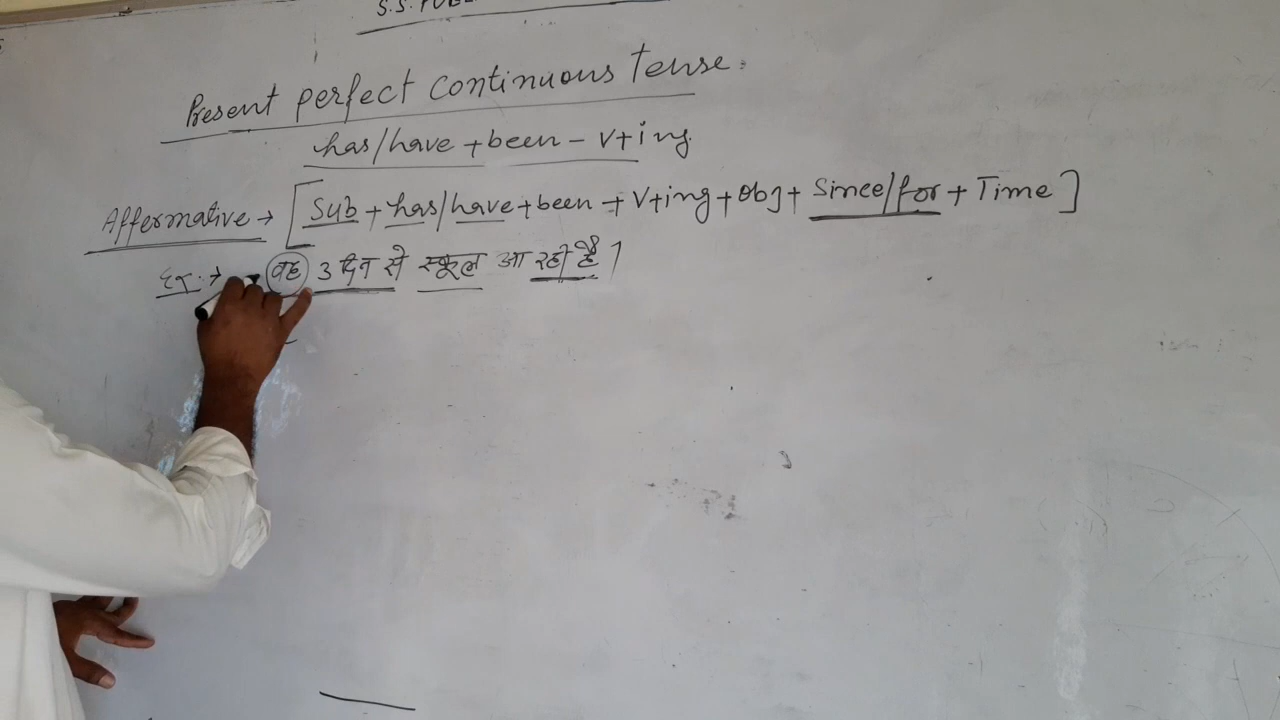 S.S.
Present perfect continuous tense.
has/have + been - v+ing
Affermative → [Sub + has/have + been + V+ing + Obj + Since/for + Time]
Ex: → वह 3 दिन से स्कूल आ रही है।